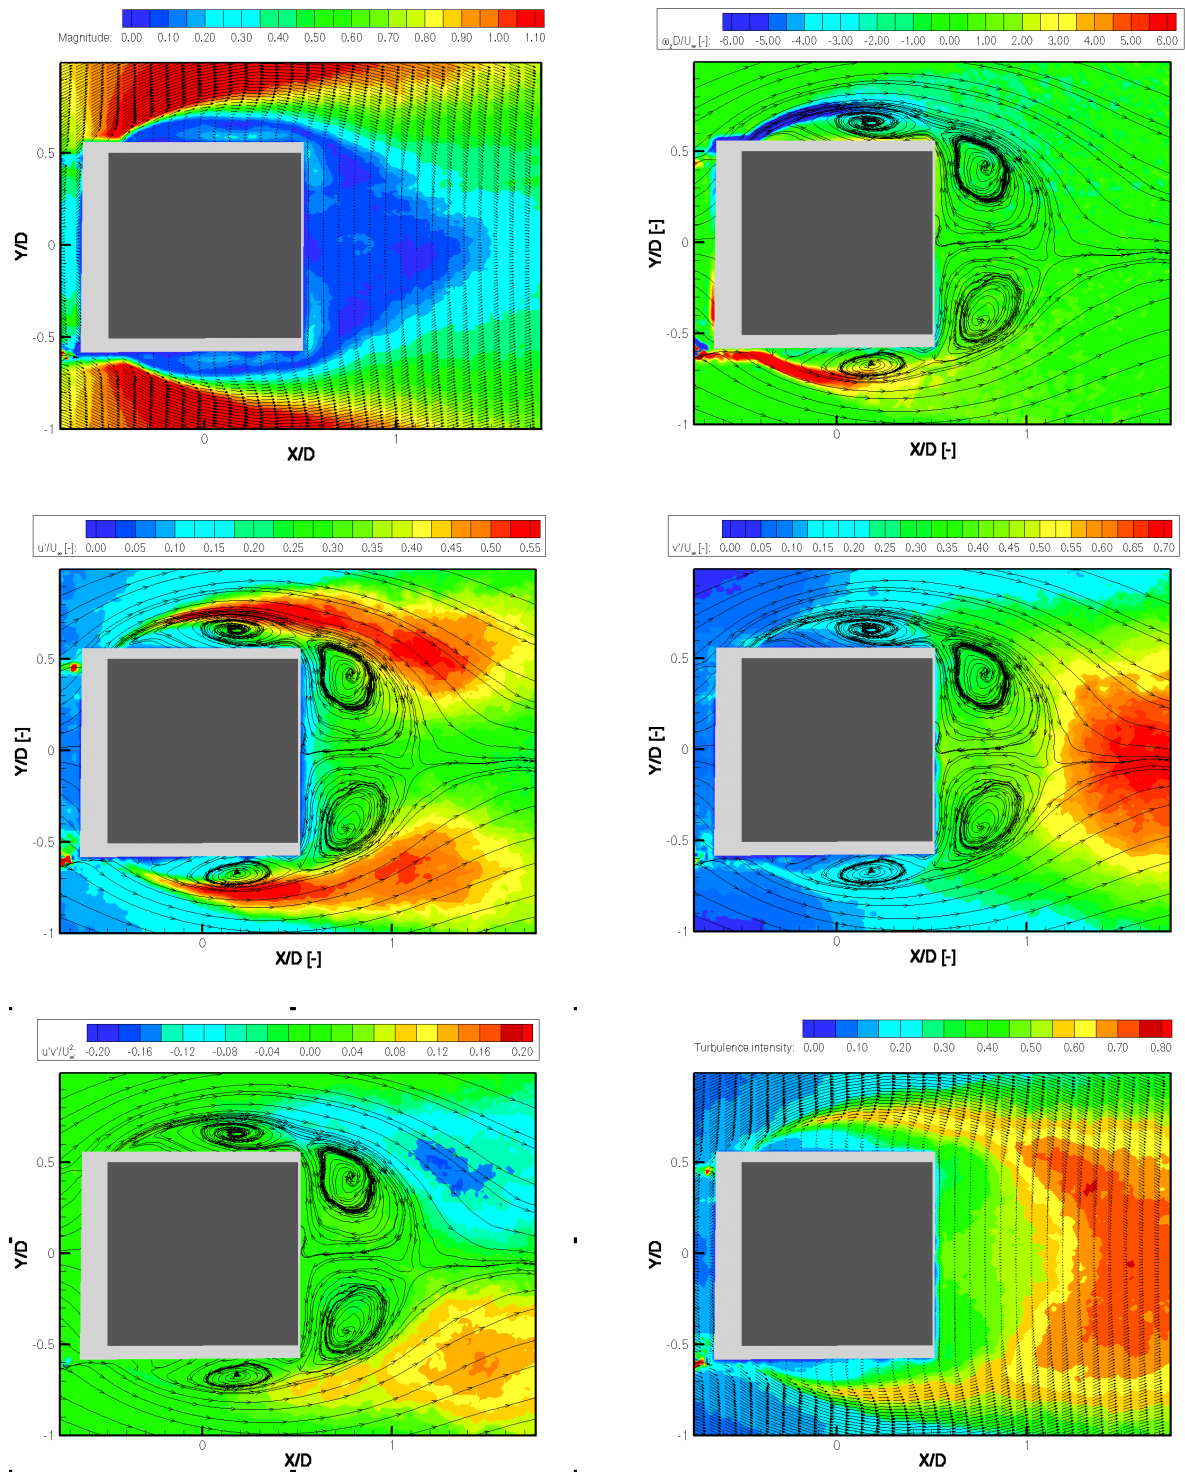 Magnitude: 0.00 0.10 0.20 0.30 0.40 0.50 0.60 0.70 0.80 0.90 1.00 1.10
Y/D
0.5
0
-0.5
-1
0 1
X/D
ω_zD/U_∞ [-]: -6.00 -5.00 -4.00 -3.00 -2.00 -1.00 0.00 1.00 2.00 3.00 4.00 5.00 6.00
Y/D [-]
0.5
0
-0.5
-1
0 1
X/D [-]
u'/U_∞ [-]: 0.00 0.05 0.10 0.15 0.20 0.25 0.30 0.35 0.40 0.45 0.50 0.55
Y/D [-]
0.5
0
-0.5
-1
0 1
X/D [-]
v'/U_∞ [-]: 0.00 0.05 0.10 0.15 0.20 0.25 0.30 0.35 0.40 0.45 0.50 0.55 0.60 0.65 0.70
Y/D [-]
0.5
0
-0.5
-1
0 1
X/D [-]
u'v'/U²_∞: -0.20 -0.16 -0.12 -0.08 -0.04 0.00 0.04 0.08 0.12 0.16 0.20
Y/D
0.5
0
-0.5
-1
0 1
X/D
Turbulence intensity: 0.00 0.10 0.20 0.30 0.40 0.50 0.60 0.70 0.80
Y/D
0.5
0
-0.5
-1
0 1
X/D